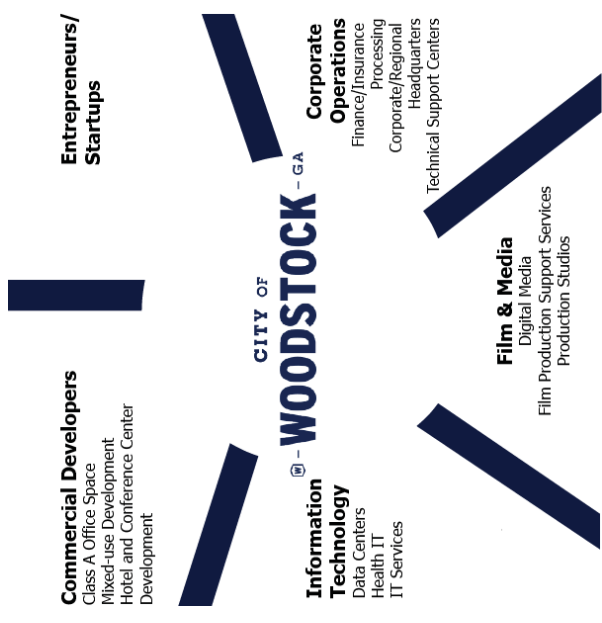 Commercial Developers
Class A Office Space
Mixed-use Development
Hotel and Conference Center
Development
Entrepreneurs/
Startups
CITY OF
W - WOODSTOCK - GA
Information
Technology
Data Centers
Health IT
IT Services
Corporate
Operations
Finance/Insurance
Processing
Corporate/Regional
Headquarters
Technical Support Centers
Film & Media
Digital Media
Film Production Support Services
Production Studios